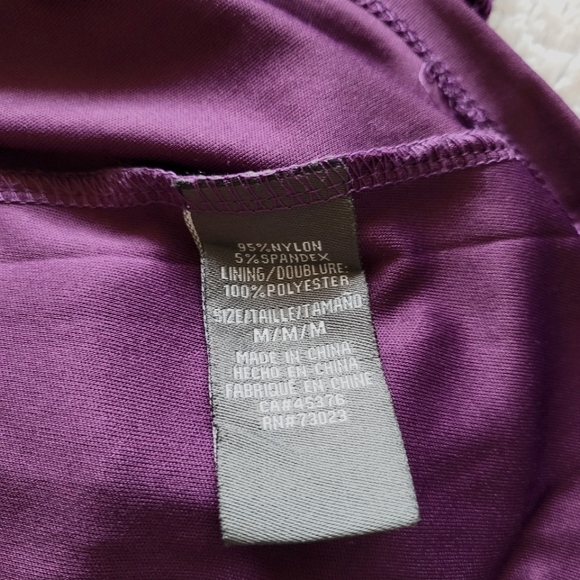 95%NYLON
5%SPANDEX
LINING/DOUBLURE:
100%POLYESTER
SIZE/TAILLE/TAMAÑO
M/M/M
MADE IN CHINA
HECHO EN CHINA
FABRIQUÉ EN CHINE
CA#45376
RN#73023